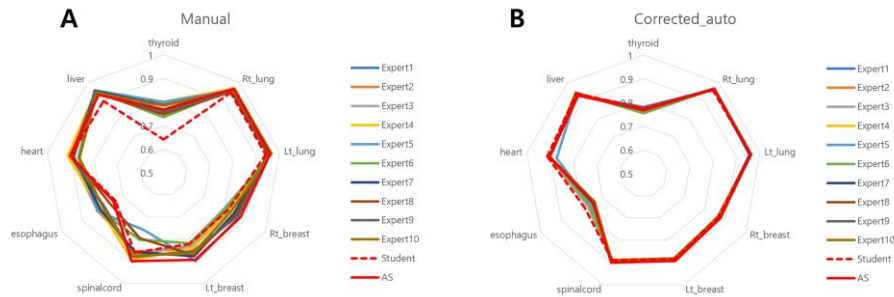 A
Manual
thyroid
Rt_lung
Lt_lung
Rt_breast
Lt_breast
spinalcord
esophagus
heart
liver
1
0.9
0.8
0.7
0.6
0.5
Expert1
Expert2
Expert3
Expert4
Expert5
Expert6
Expert7
Expert8
Expert9
Expert10
Student
AS
B
Corrected_auto
thyroid
Rt_lung
Lt_lung
Rt_breast
Lt_breast
spinalcord
esophagus
heart
liver
1
0.9
0.8
0.7
0.6
0.5
Expert1
Expert2
Expert3
Expert4
Expert5
Expert6
Expert7
Expert8
Expert9
Expert10
Student
AS